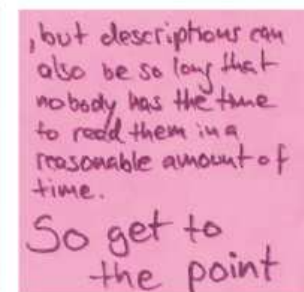 , but descriptions can
also be so long that
nobody has the time
to read them in a
reasonable amount of
time.
So get to
the point